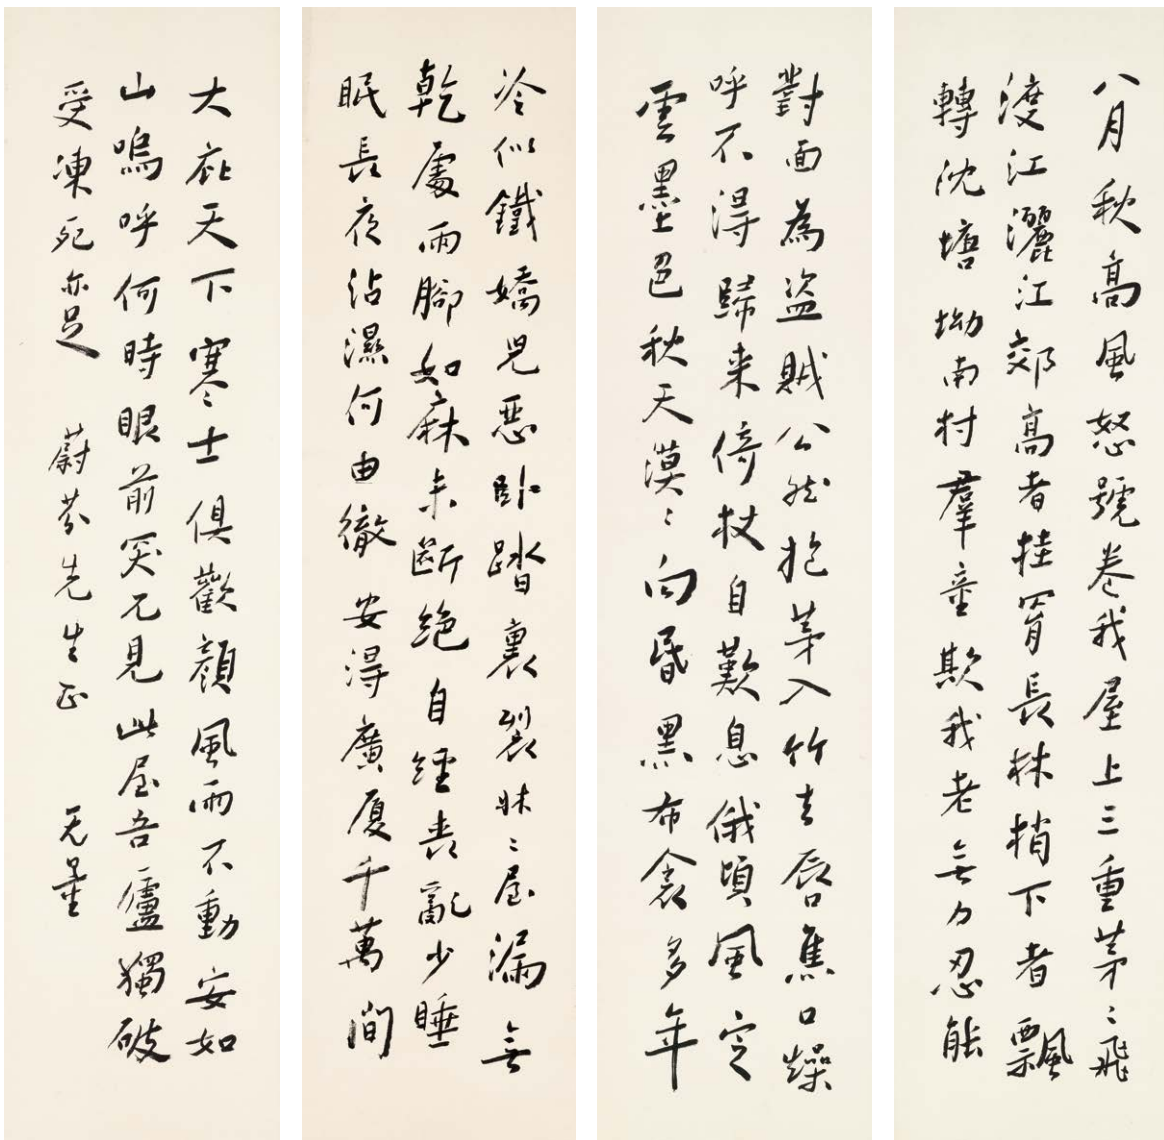 八月秋高風怒號卷我屋上三重茅〻飛
渡江灑江郊高者挂罥長林梢下者飄
轉沈塘坳南村羣童欺我老無力忍能
對面為盗賊公然抱茅入竹去唇焦口燥
呼不得歸来倚杖自歎息俄頃風定
雲墨色秋天漠〻向昏黑布衾多年
冷似鐵嬌兒惡臥踏裏裂牀〻屋漏無
乾處雨腳如麻未斷絕自經喪亂少睡
眠長夜沾濕何由徹安得廣厦千萬間
大庇天下寒士俱歡顏風雨不動安如
山嗚呼何時眼前突兀見此屋吾廬獨破
受凍死亦足 蔚芬先生正 无量